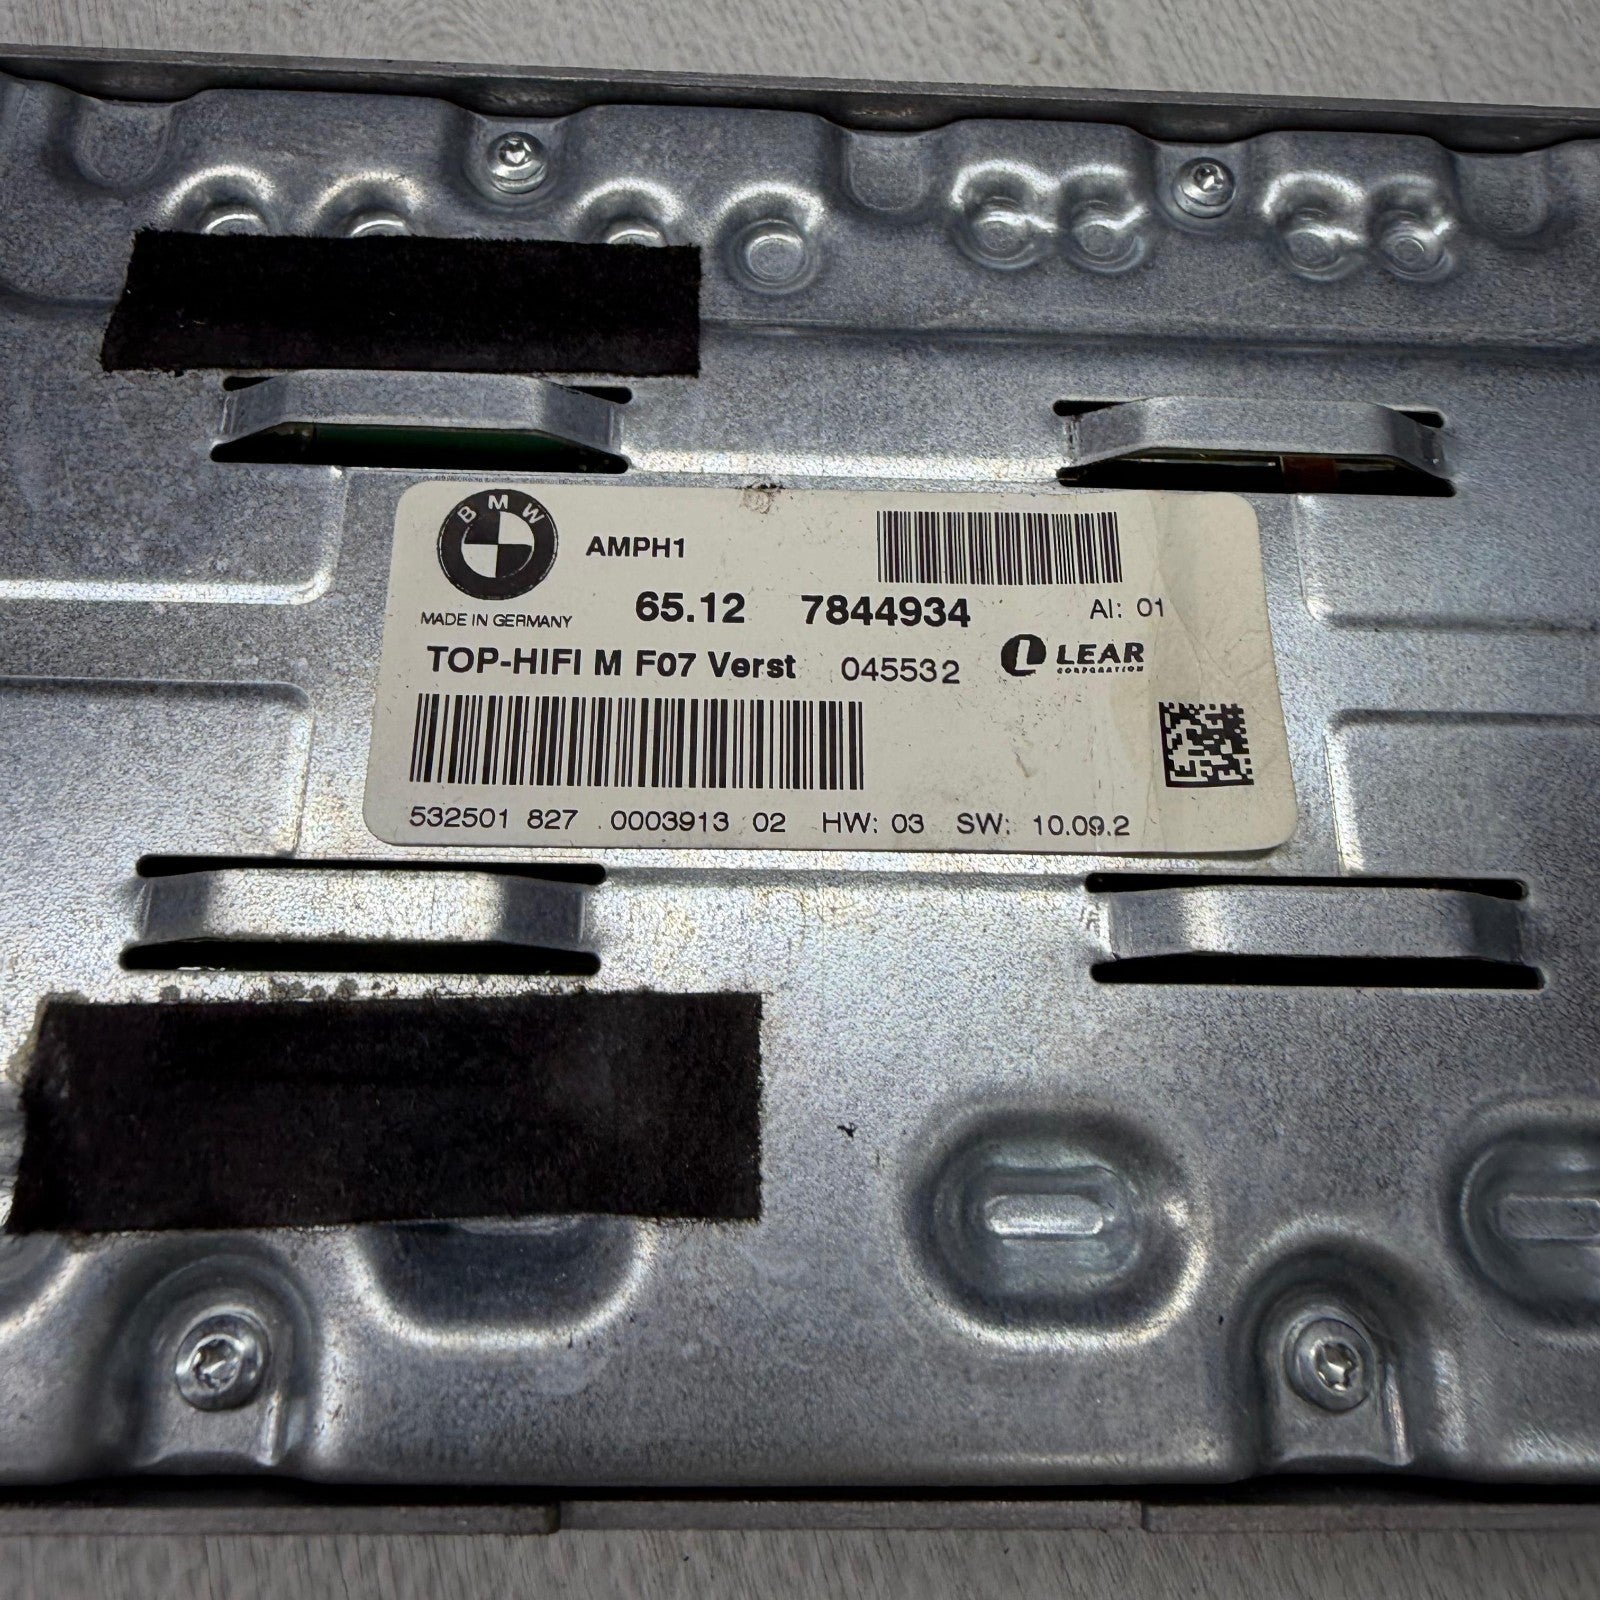 BMW AMPH1
MADE IN GERMANY 65.12 7844934 AI: 01
TOP-HIFI M F07 Verst 045532 LEAR
CORPORATION
532501 827 0003913 02 HW: 03 SW: 10.09.2